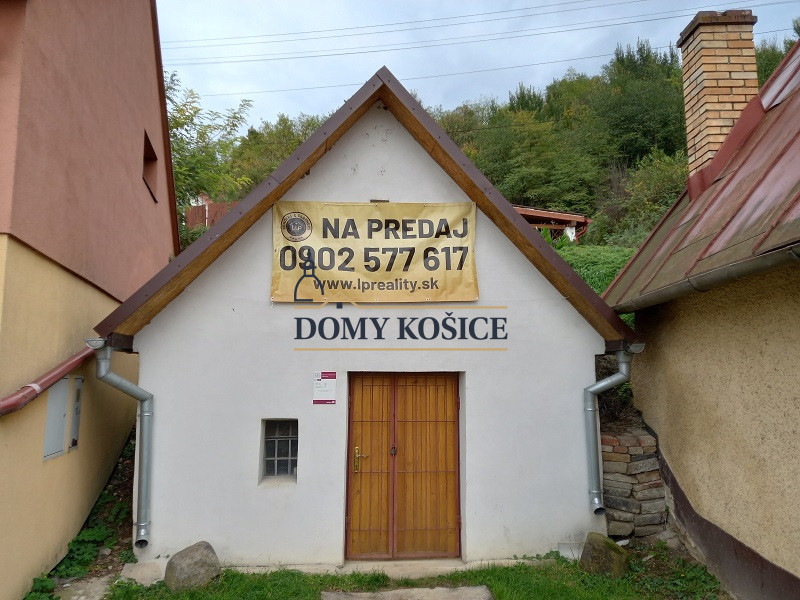 NA PREDAJ
0902 577 617
www.lpreality.sk
DOMY KOŠICE